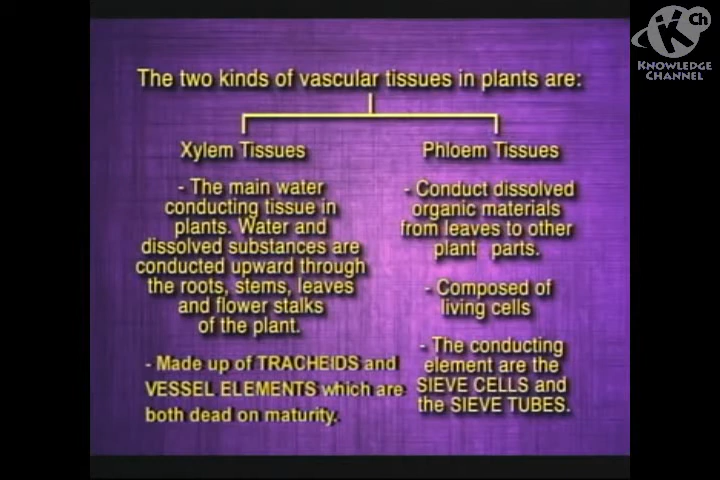 Ch
K
KNOWLEDGE
CHANNEL
The two kinds of vascular tissues in plants are:
Xylem Tissues
- The main water
conducting tissue in
plants. Water and
dissolved substances are
conducted upward through
the roots, stems, leaves
and flower stalks
of the plant.
- Made up of TRACHEIDS and
VESSEL ELEMENTS which are
both dead on maturity.
Phloem Tissues
- Conduct dissolved
organic materials
from leaves to other
plant parts.
- Composed of
living cells
- The conducting
element are the
SIEVE CELLS and
the SIEVE TUBES.